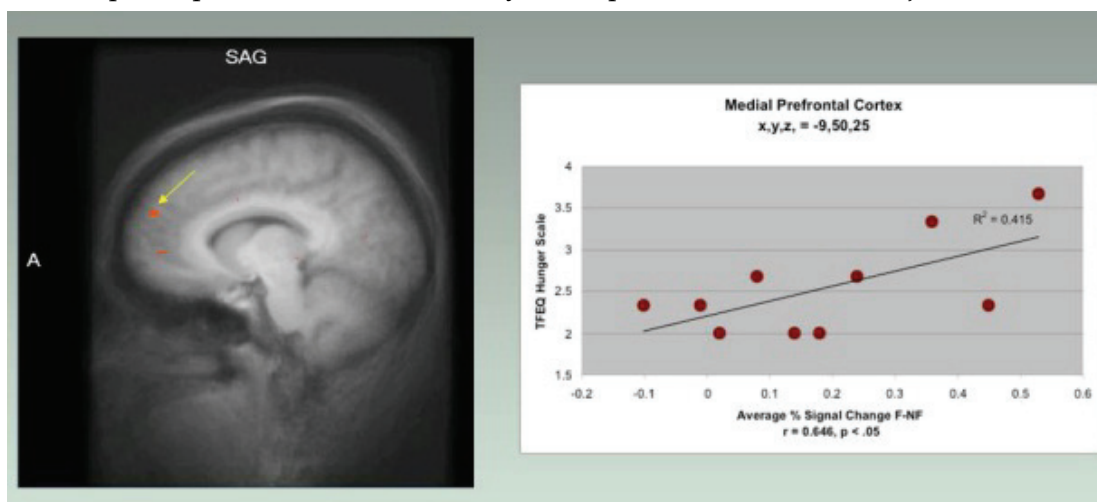 SAG
A
Medial Prefrontal Cortex
x,y,z, = -9,50,25
TFEQ Hunger Scale
4
3.5
3
2.5
2
1.5
R² = 0.415
-0.2 -0.1 0 0.1 0.2 0.3 0.4 0.5 0.6
Average % Signal Change F-NF
r = 0.646, p < .05